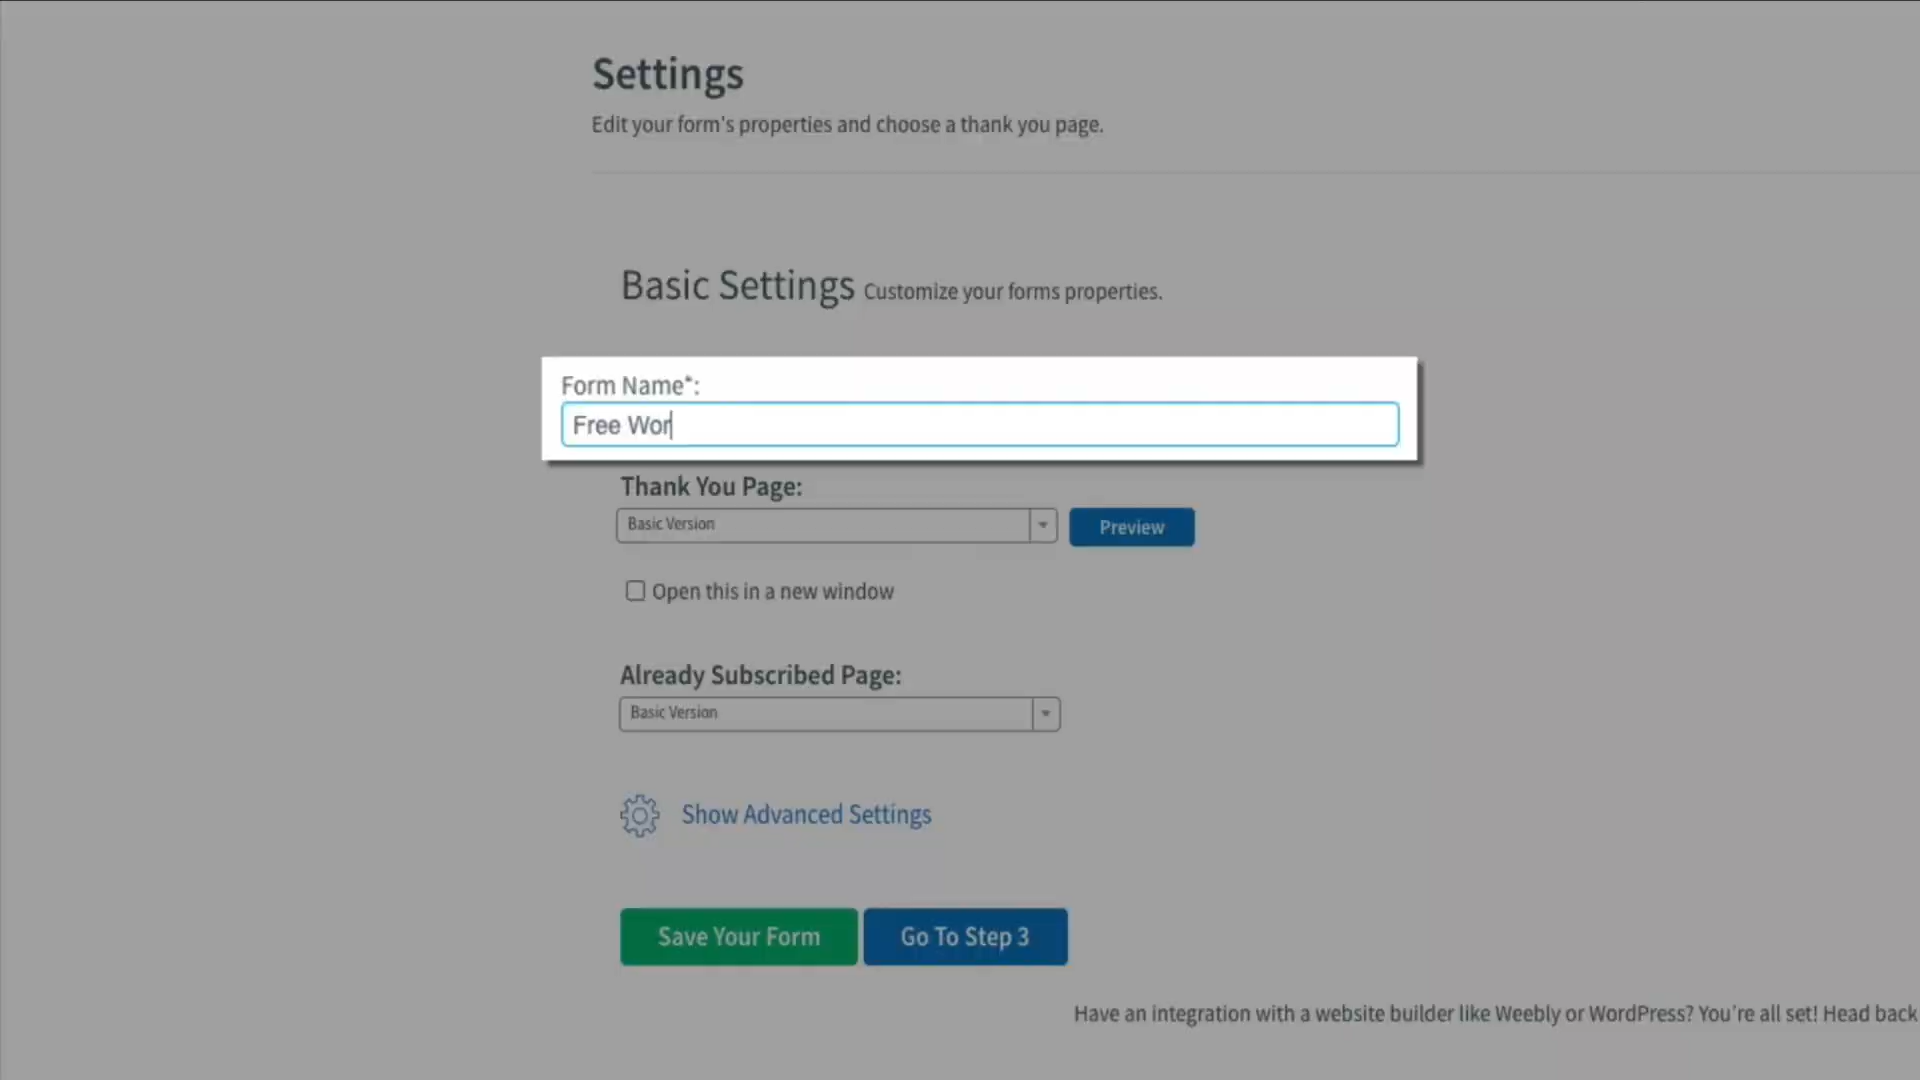 Settings
Edit your form's properties and choose a thank you page.
Basic Settings Customize your forms properties.
Form Name*:
Free Wor
Thank You Page:
Basic Version
Preview
Open this in a new window
Already Subscribed Page:
Basic Version
Show Advanced Settings
Save Your Form
Go To Step 3
Have an integration with a website builder like Weebly or WordPress? You're all set! Head back